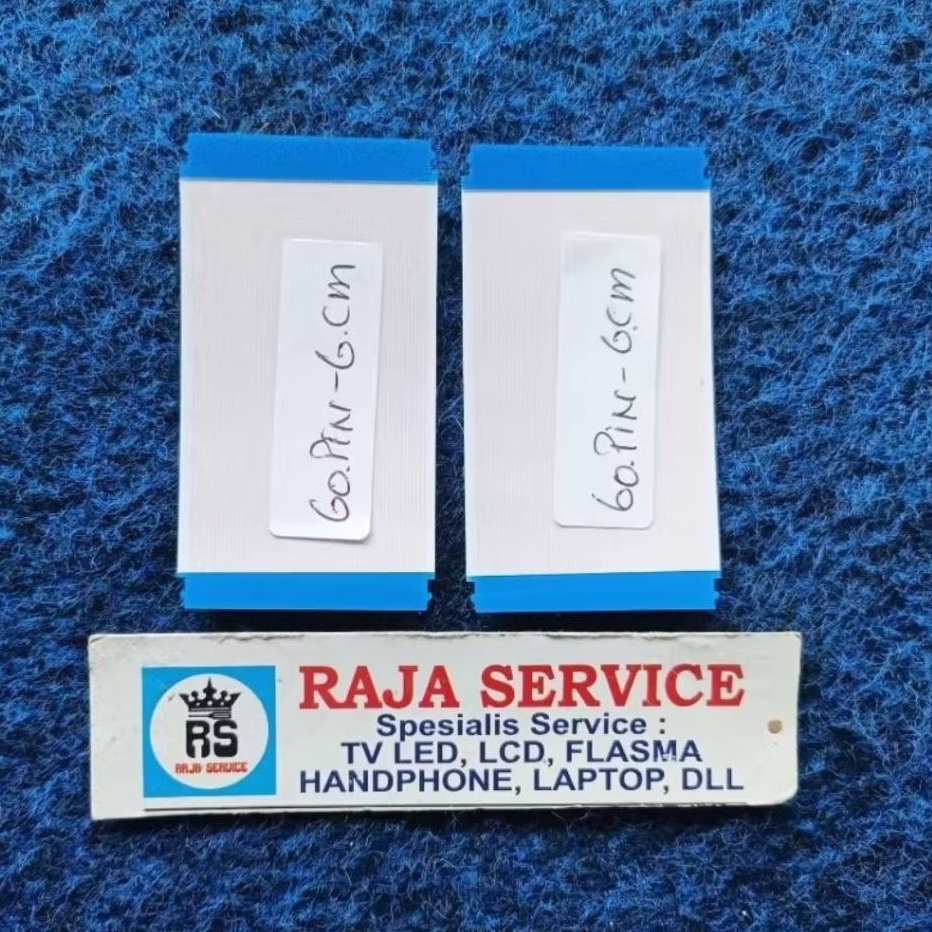 60.PIN-6.CM
60.PiN-6CM
RS
RAJA SERVICE
RAJA SERVICE
Spesialis Service :
TV LED, LCD, FLASMA
HANDPHONE, LAPTOP, DLL